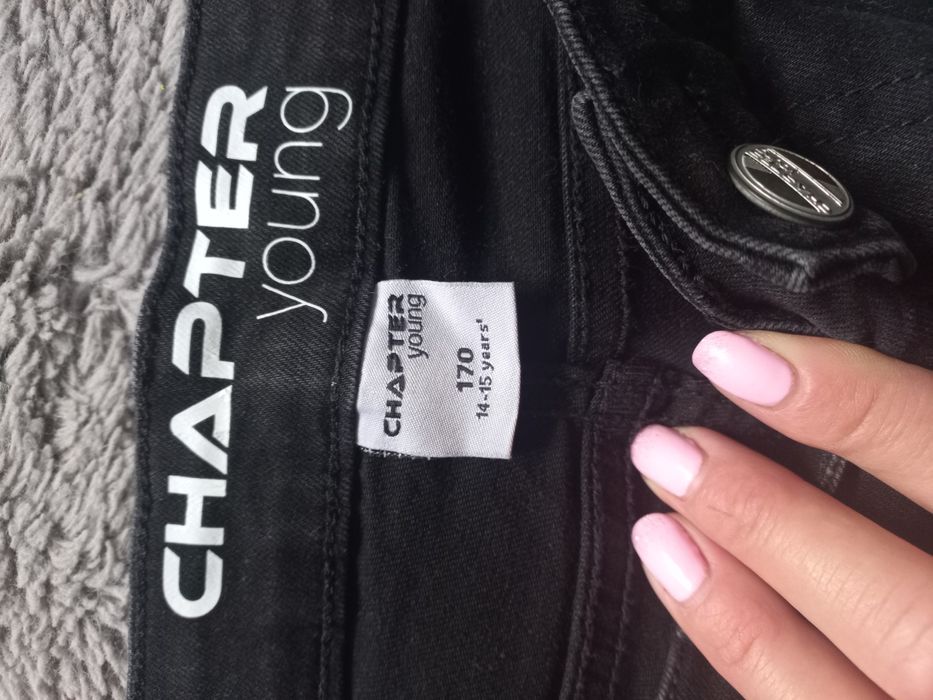 CHAPTER
young
CHAPTER
young
170
14-15 years'